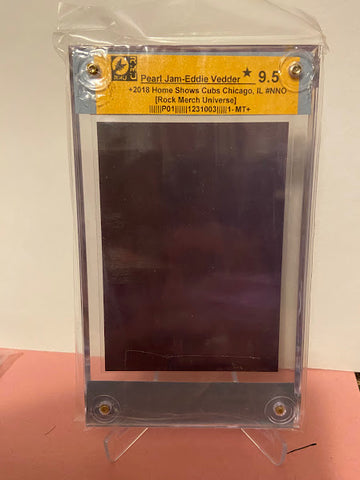 Pearl Jam-Eddie Vedder ★ 9.5
+2018 Home Shows Cubs Chicago, IL #NNO
[Rock Merch Universe]
||||||P01||||||1231003||||||1- MT+